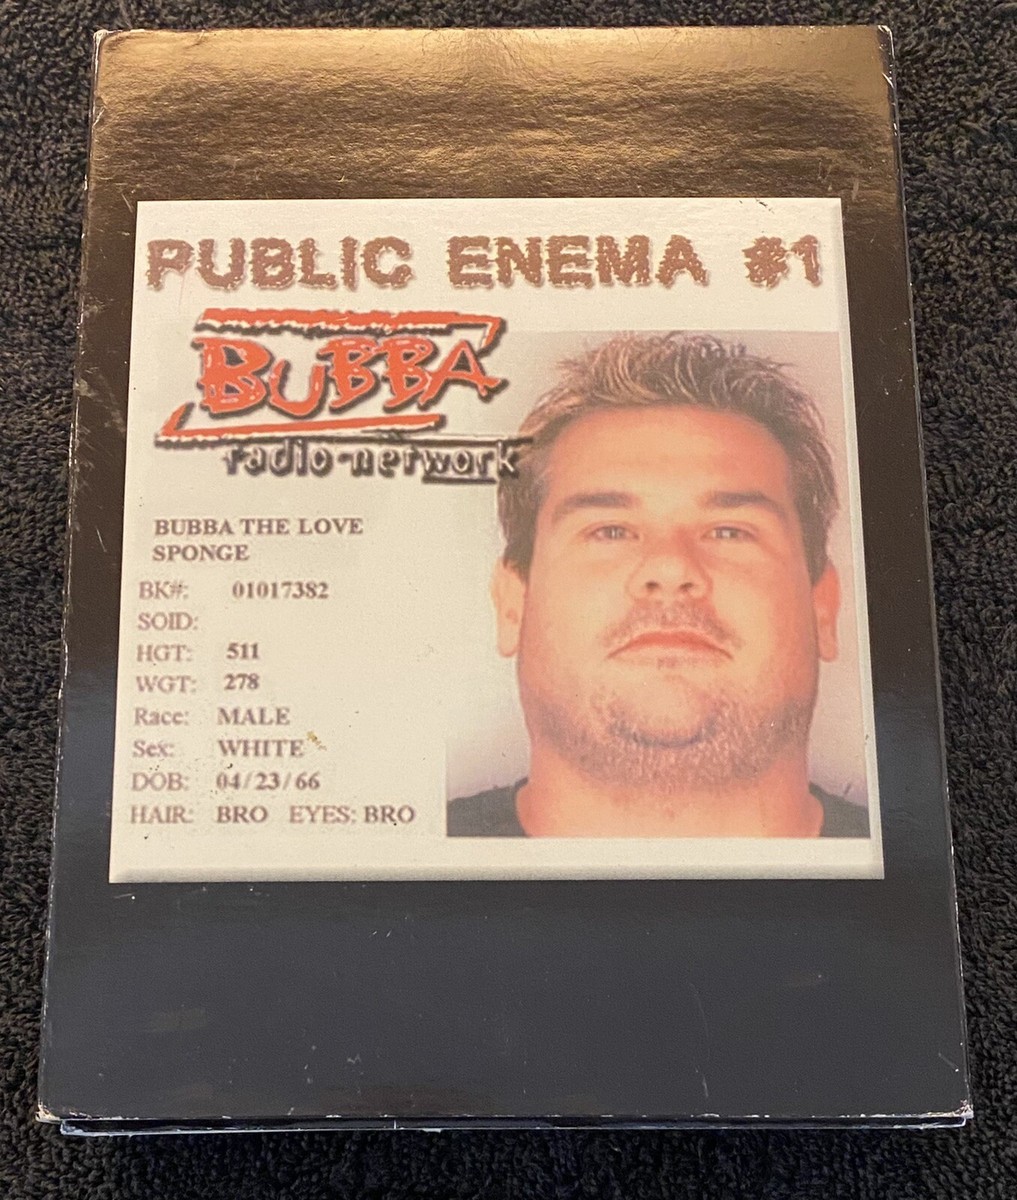 PUBLIC ENEMA #1
BUBBA
radio-network
BUBBA THE LOVE
SPONGE
BK#: 01017382
SOID:
HGT: 511
WGT: 278
Race: MALE
Sex: WHITE
DOB: 04/23/66
HAIR: BRO EYES: BRO